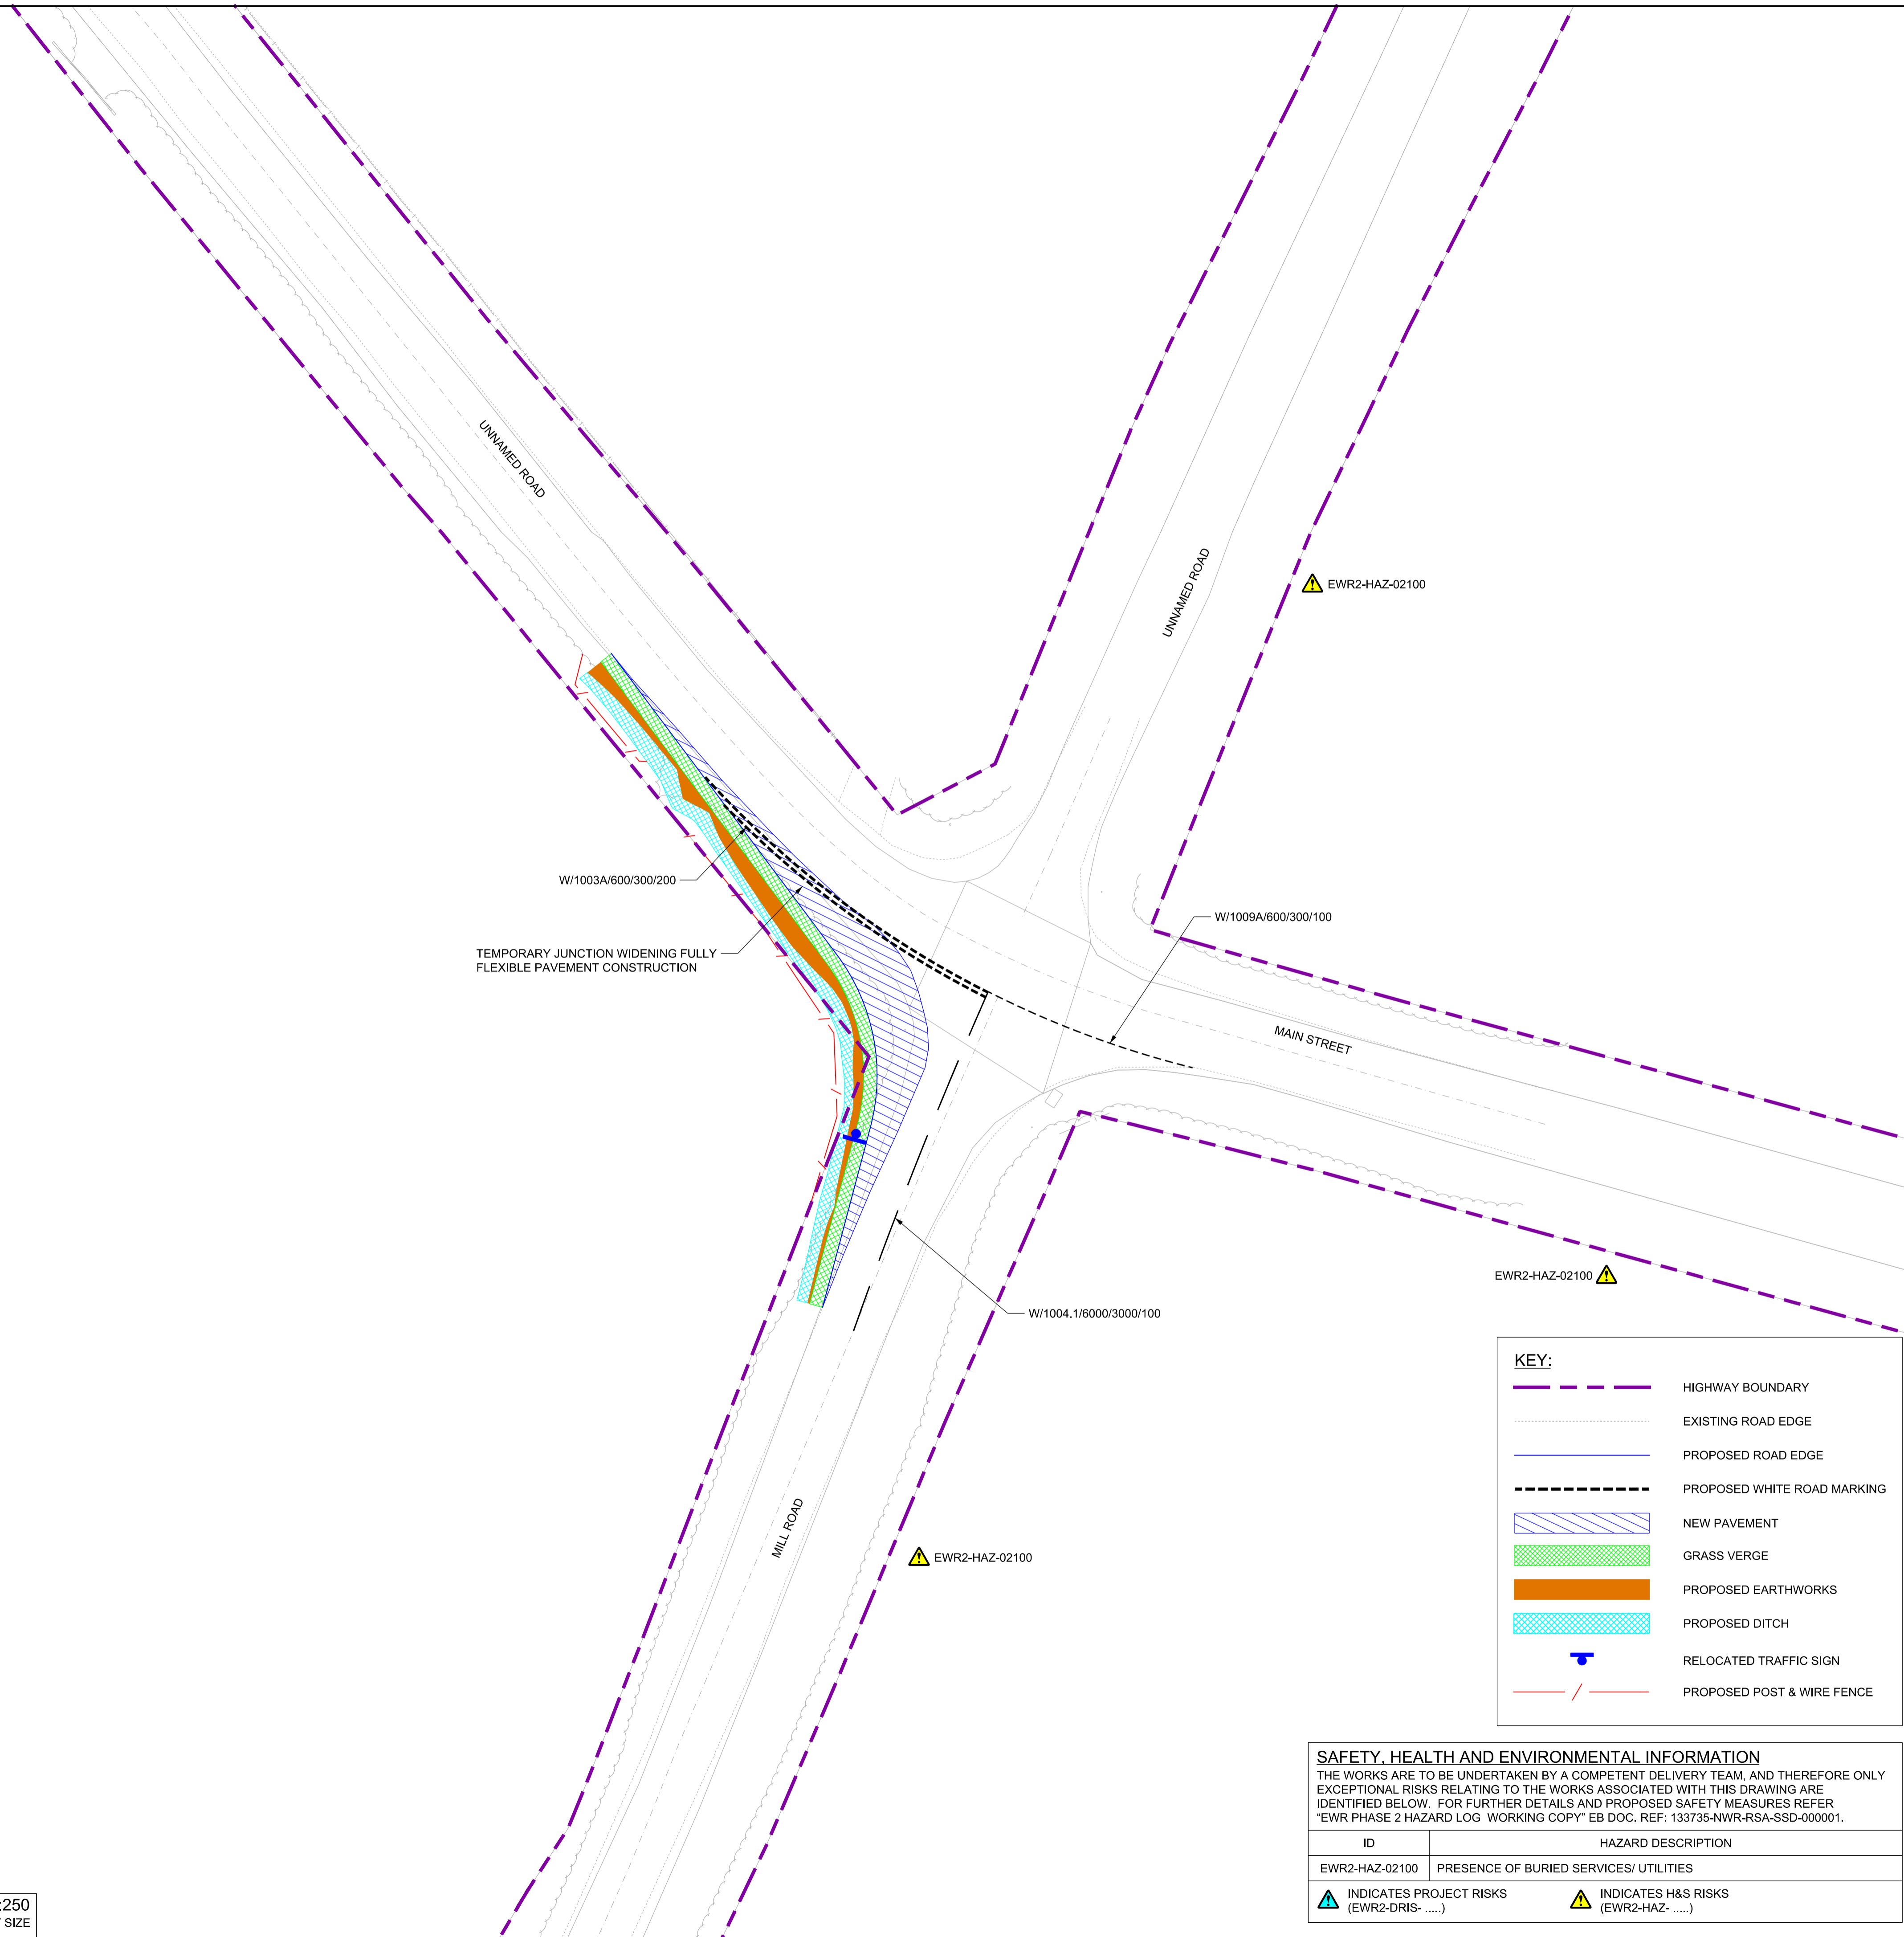 UNNAMED ROAD
UNNAMED ROAD
EWR2-HAZ-02100
W/1003A/600/300/200
W/1009A/600/300/100
TEMPORARY JUNCTION WIDENING FULLY
FLEXIBLE PAVEMENT CONSTRUCTION
MAIN STREET
EWR2-HAZ-02100
W/1004.1/6000/3000/100
MILL ROAD
EWR2-HAZ-02100
KEY:
HIGHWAY BOUNDARY
EXISTING ROAD EDGE
PROPOSED ROAD EDGE
PROPOSED WHITE ROAD MARKING
NEW PAVEMENT
GRASS VERGE
PROPOSED EARTHWORKS
PROPOSED DITCH
RELOCATED TRAFFIC SIGN
PROPOSED POST & WIRE FENCE
SAFETY, HEALTH AND ENVIRONMENTAL INFORMATION
THE WORKS ARE TO BE UNDERTAKEN BY A COMPETENT DELIVERY TEAM, AND THEREFORE ONLY
EXCEPTIONAL RISKS RELATING TO THE WORKS ASSOCIATED WITH THIS DRAWING ARE
IDENTIFIED BELOW. FOR FURTHER DETAILS AND PROPOSED SAFETY MEASURES REFER
“EWR PHASE 2 HAZARD LOG WORKING COPY” EB DOC. REF: 133735-NWR-RSA-SSD-000001.
ID HAZARD DESCRIPTION
EWR2-HAZ-02100 PRESENCE OF BURIED SERVICES/ UTILITIES
INDICATES PROJECT RISKS
(EWR2-DRIS- .....)
INDICATES H&S RISKS
(EWR2-HAZ- .....)
:250
SIZE